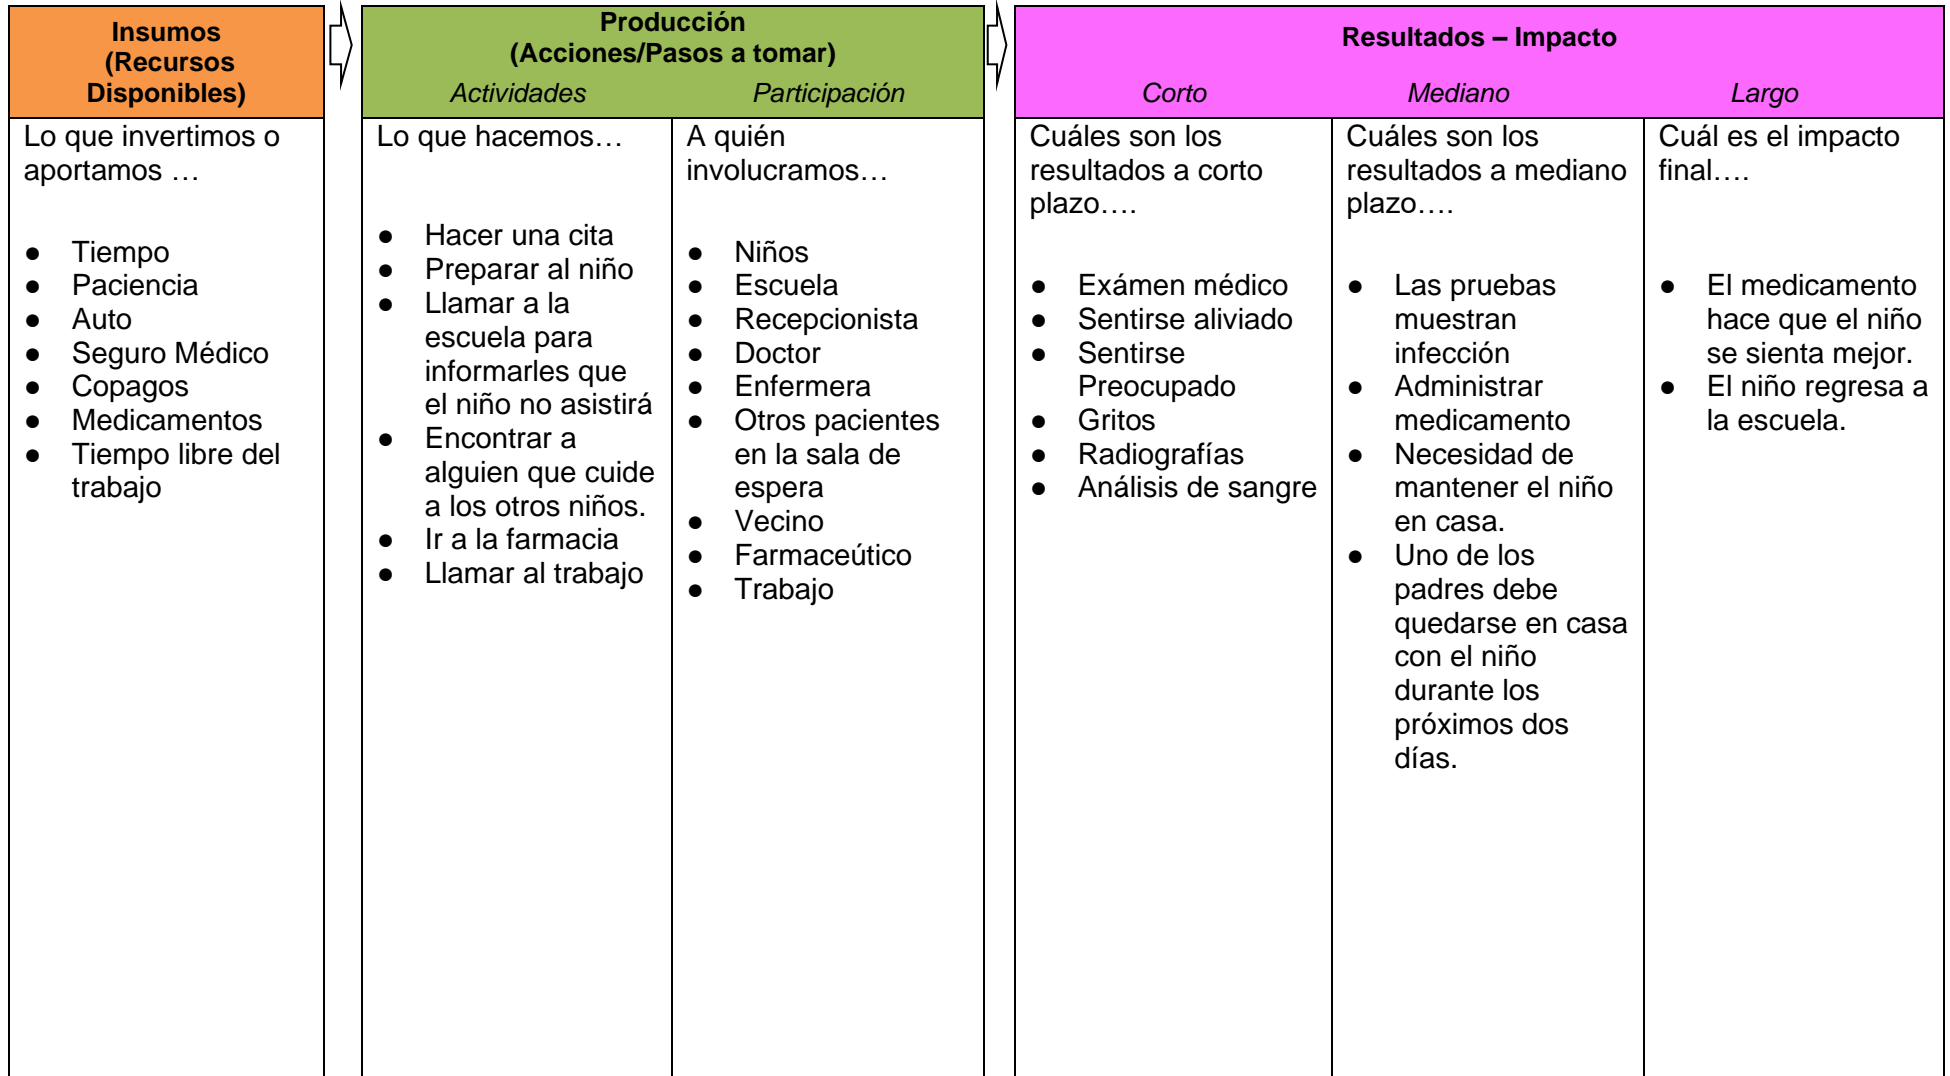 Insumos
(Recursos
Disponibles)
Lo que invertimos o
aportamos …
● Tiempo
● Paciencia
● Auto
● Seguro Médico
● Copagos
● Medicamentos
● Tiempo libre del
trabajo
Producción
(Acciones/Pasos a tomar)
Actividades Participación
Lo que hacemos…
● Hacer una cita
● Preparar al niño
● Llamar a la
escuela para
informarles que
el niño no asistirá
● Encontrar a
alguien que cuide
a los otros niños.
● Ir a la farmacia
● Llamar al trabajo
A quién
involucramos…
● Niños
● Escuela
● Recepcionista
● Doctor
● Enfermera
● Otros pacientes
en la sala de
espera
● Vecino
● Farmaceútico
● Trabajo
Resultados – Impacto
Corto Mediano Largo
Cuáles son los
resultados a corto
plazo….
● Exámen médico
● Sentirse aliviado
● Sentirse
Preocupado
● Gritos
● Radiografías
● Análisis de sangre
Cuáles son los
resultados a mediano
plazo….
● Las pruebas
muestran
infección
● Administrar
medicamento
● Necesidad de
mantener el niño
en casa.
● Uno de los
padres debe
quedarse en casa
con el niño
durante los
próximos dos
días.
Cuál es el impacto
final….
● El medicamento
hace que el niño
se sienta mejor.
● El niño regresa a
la escuela.